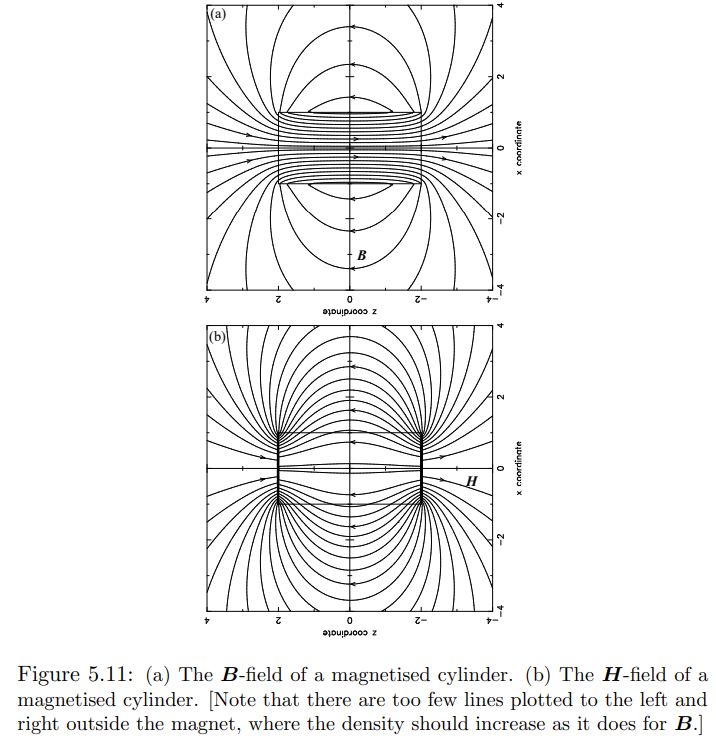 (a)
4
2
0
−2
−4
x coordinate
B
4
2
0
−2
−4
z coordinate
(b)
4
2
0
−2
−4
x coordinate
H
4
2
0
−2
−4
z coordinate
Figure 5.11: (a) The B-field of a magnetised cylinder. (b) The H-field of a
magnetised cylinder. [Note that there are too few lines plotted to the left and
right outside the magnet, where the density should increase as it does for B.]